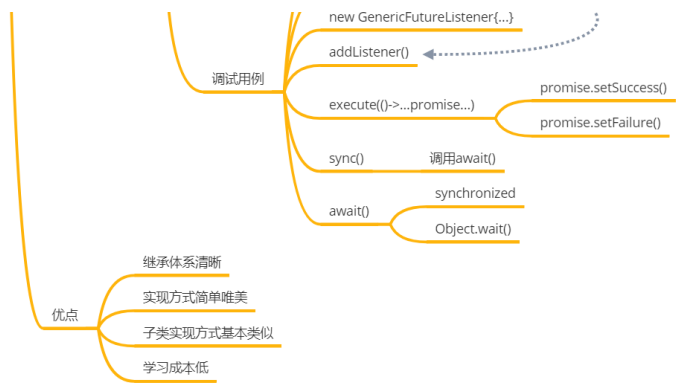 new GenericFutureListener{...}
addListener()
调试用例
execute(()->...promise...)
promise.setSuccess()
promise.setFailure()
sync()
调用await()
await()
synchronized
Object.wait()
优点
继承体系清晰
实现方式简单唯美
子类实现方式基本类似
学习成本低